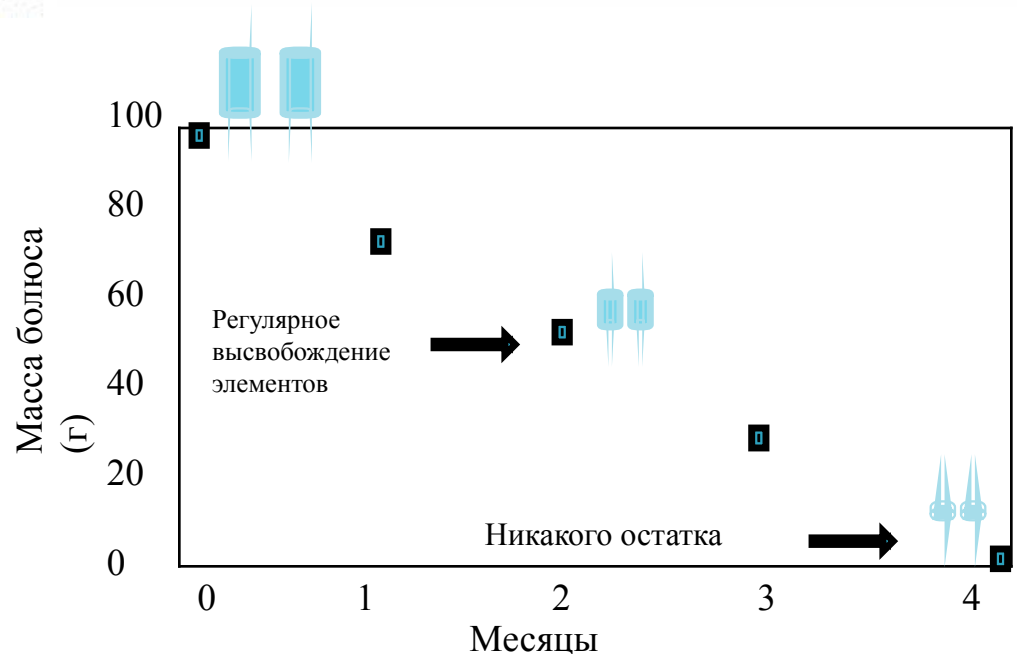 100
80
60
40
20
0
Масса болюса
(г)
Регулярное
высвобождение
элементов
Никакого остатка
0 1 2 3 4
Месяцы